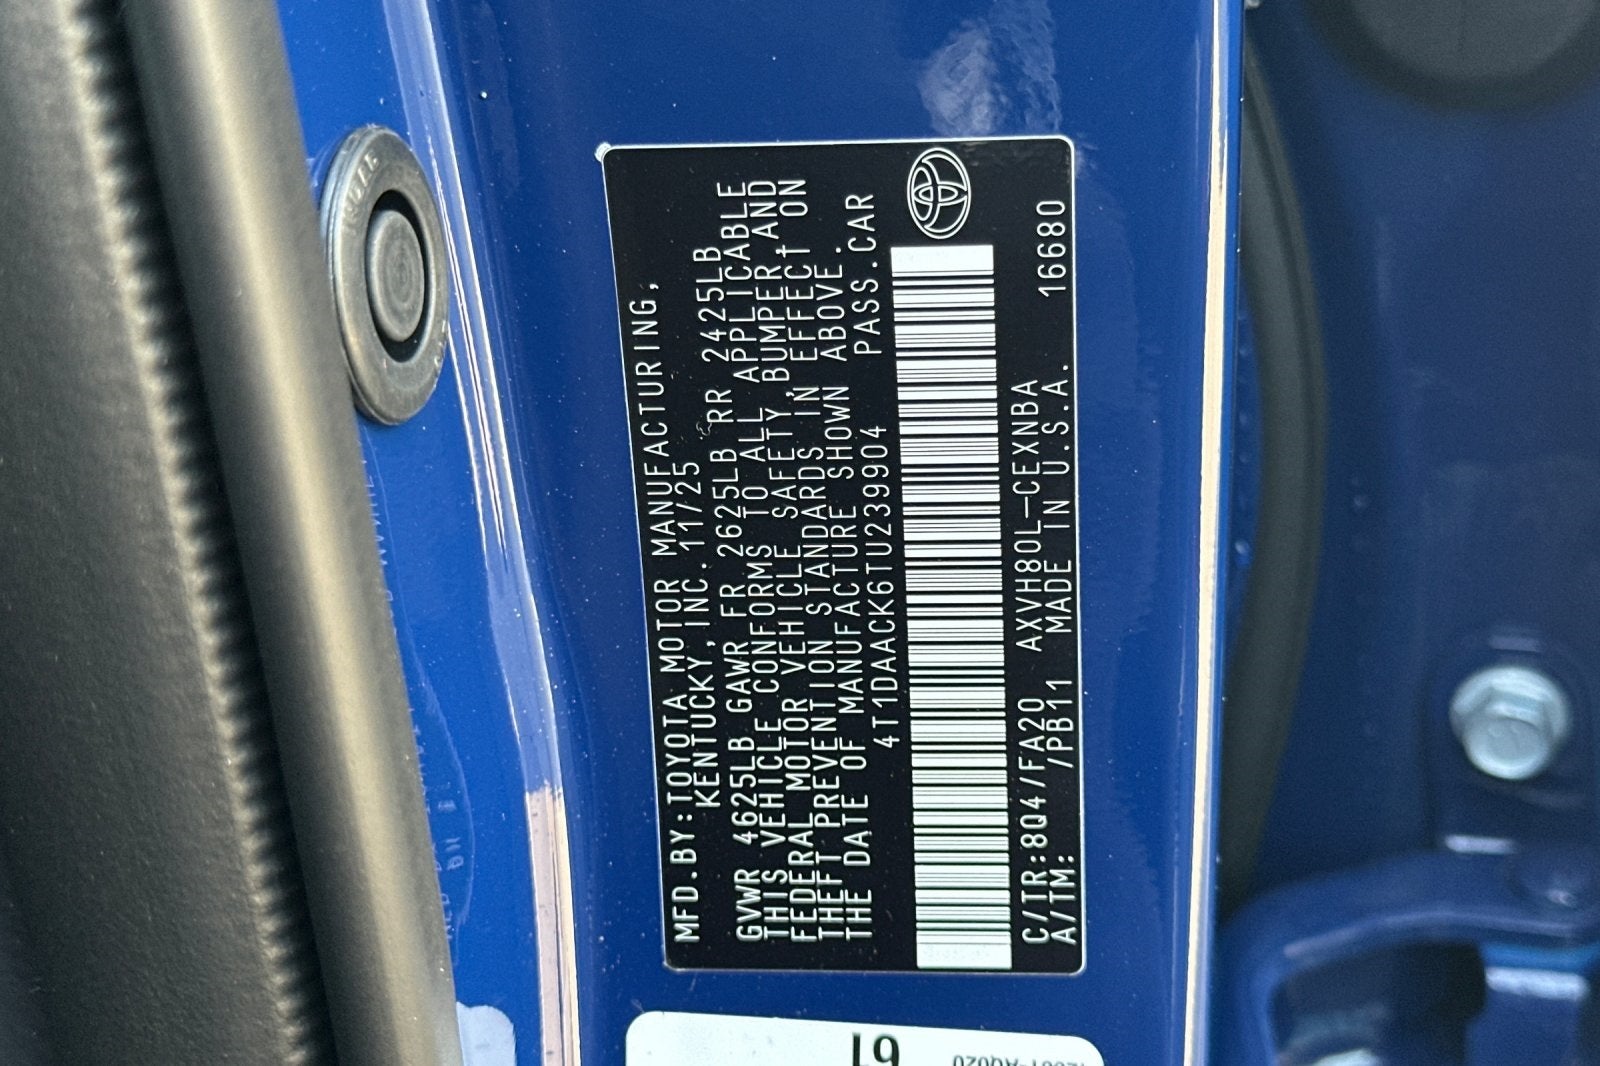 MFD.BY:TOYOTA MOTOR MANUFACTURING,
KENTUCKY,INC. 11/25
GVWR 4625LB GAWR FR 2625LB RR 2425LB
THIS VEHICLE CONFORMS TO ALL APPLICABLE
FEDERAL MOTOR VEHICLE SAFETY,BUMPER,AND
THEFT PREVENTION STANDARDS IN EFFECT ON
THE DATE OF MANUFACTURE SHOWN ABOVE.
4T1DAACK6TU239904 PASS.CAR
C/TR:8Q4/FA20 AXVH80L-CEXNBA 16680
A/TM: /PB11 MADE IN U.S.A.
61